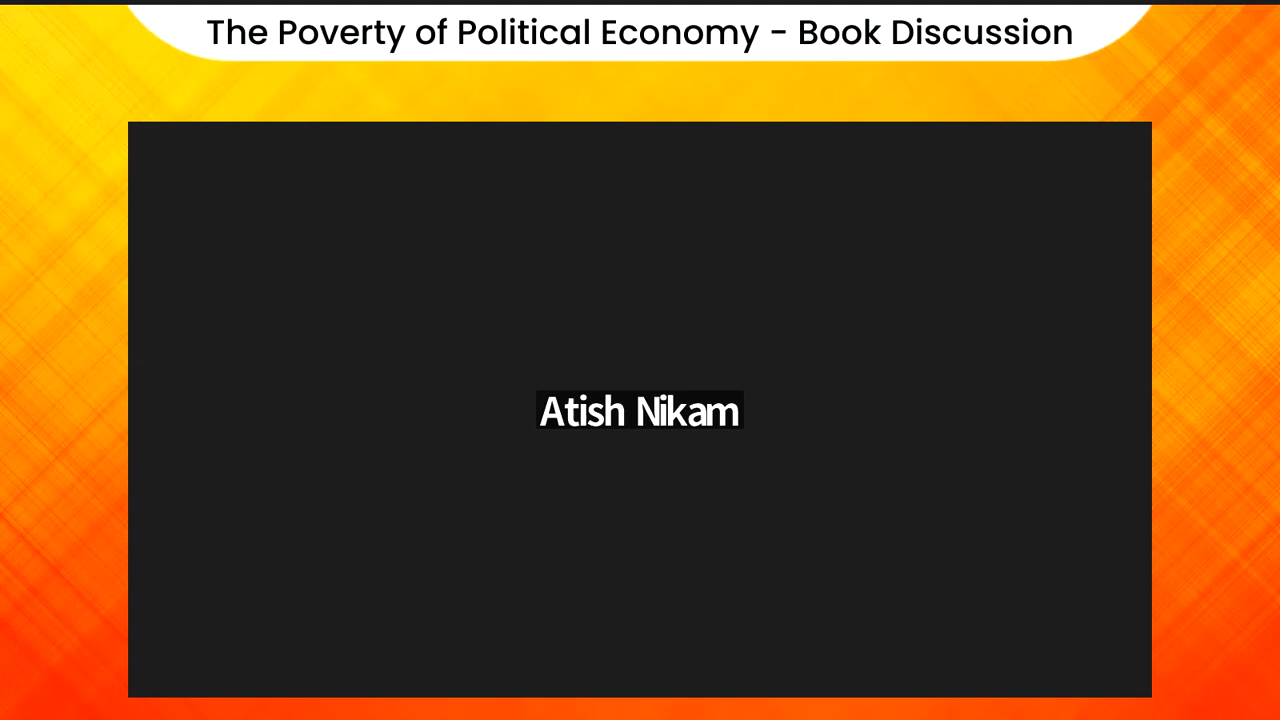 The Poverty of Political Economy - Book Discussion
Atish Nikam